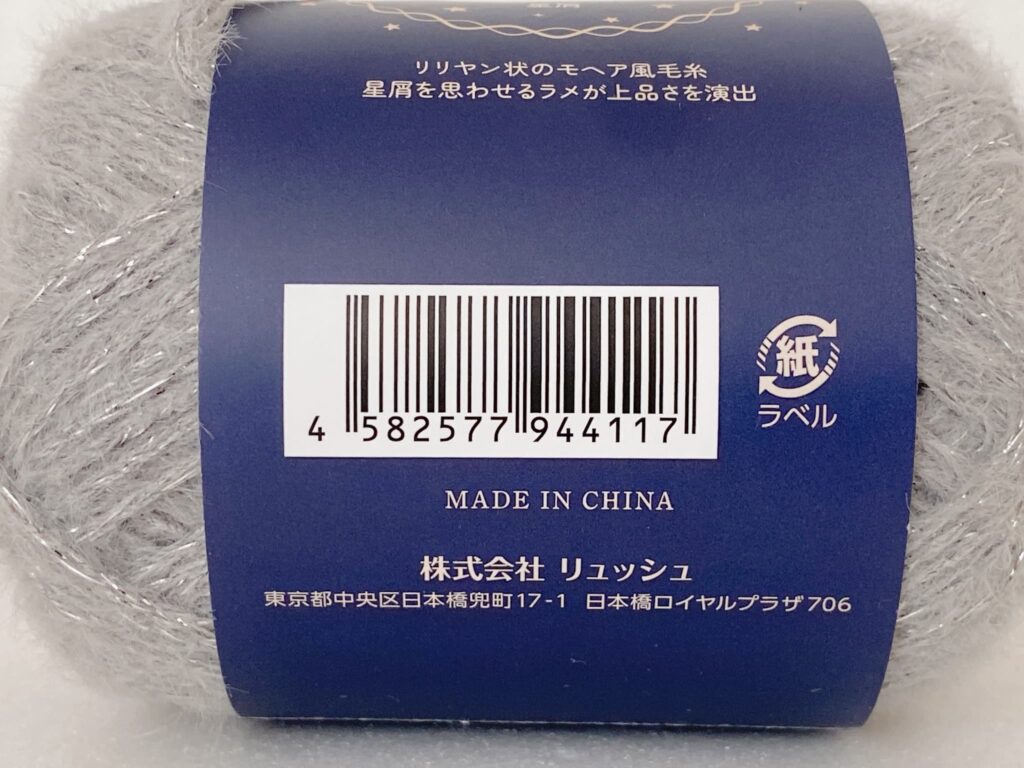 星屑
リリヤン状のモヘア風毛糸
星屑を思わせるラメが上品さを演出
4 582577 944117
紙
ラベル
MADE IN CHINA
株式会社 リュッシュ
東京都中央区日本橋兜町17-1 日本橋ロイヤルプラザ706